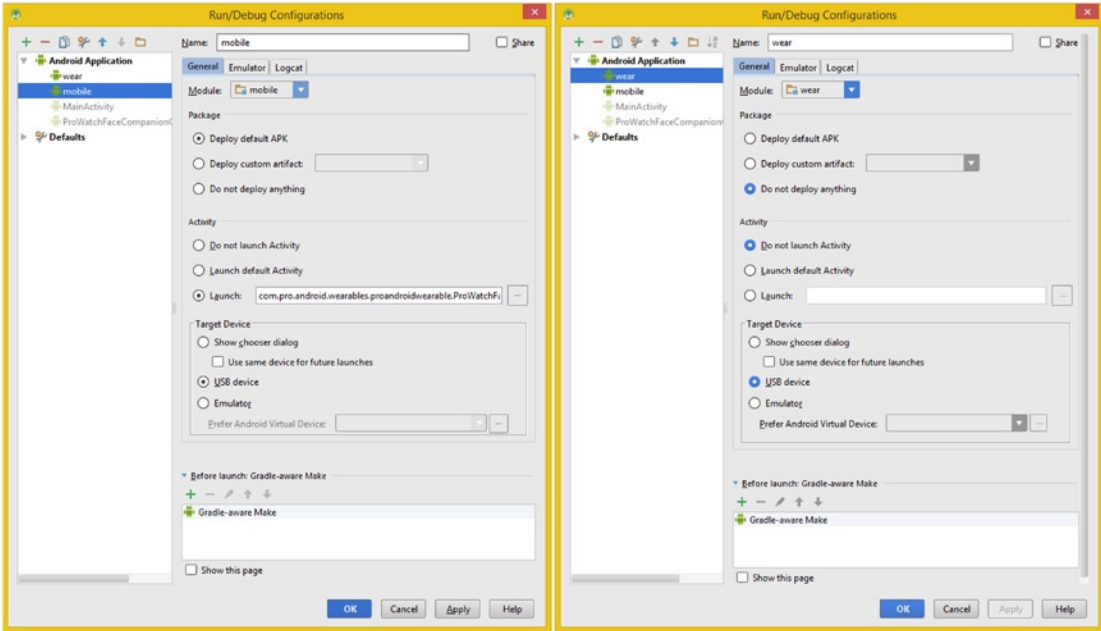 Run/Debug Configurations
Name: mobile
Share
Android Application
wear
mobile
MainActivity
ProWatchFaceCompanion
Defaults
General Emulator Logcat
Module: mobile
Package
Deploy default APK
Deploy custom artifact:
Do not deploy anything
Activity
Do not launch Activity
Launch default Activity
Launch: com.pro.android.wearables.proandroidwearable.ProWatchFa
Target Device
Show chooser dialog
Use same device for future launches
USB device
Emulator
Prefer Android Virtual Device:
Before launch: Gradle-aware Make
Gradle-aware Make
Show this page
OK Cancel Apply Help
Run/Debug Configurations
Name: wear
Share
Android Application
wear
mobile
MainActivity
ProWatchFaceCompanion
Defaults
General Emulator Logcat
Module: wear
Package
Deploy default APK
Deploy custom artifact:
Do not deploy anything
Activity
Do not launch Activity
Launch default Activity
Launch:
Target Device
Show chooser dialog
Use same device for future launches
USB device
Emulator
Prefer Android Virtual Device:
Before launch: Gradle-aware Make
Gradle-aware Make
Show this page
OK Cancel Apply Help